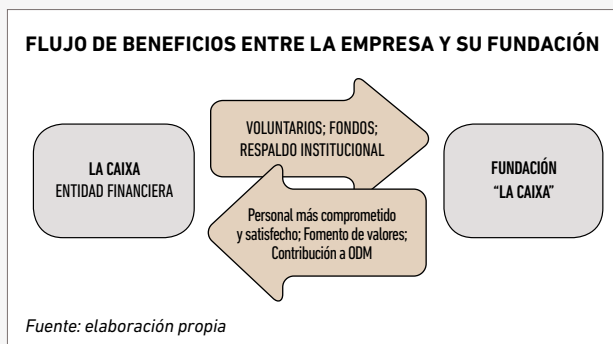 FLUJO DE BENEFICIOS ENTRE LA EMPRESA Y SU FUNDACIÓN
VOLUNTARIOS; FONDOS;
RESPALDO INSTITUCIONAL
LA CAIXA
ENTIDAD FINANCIERA
FUNDACIÓN
“LA CAIXA”
Personal más comprometido
y satisfecho; Fomento de valores;
Contribución a ODM
Fuente: elaboración propia